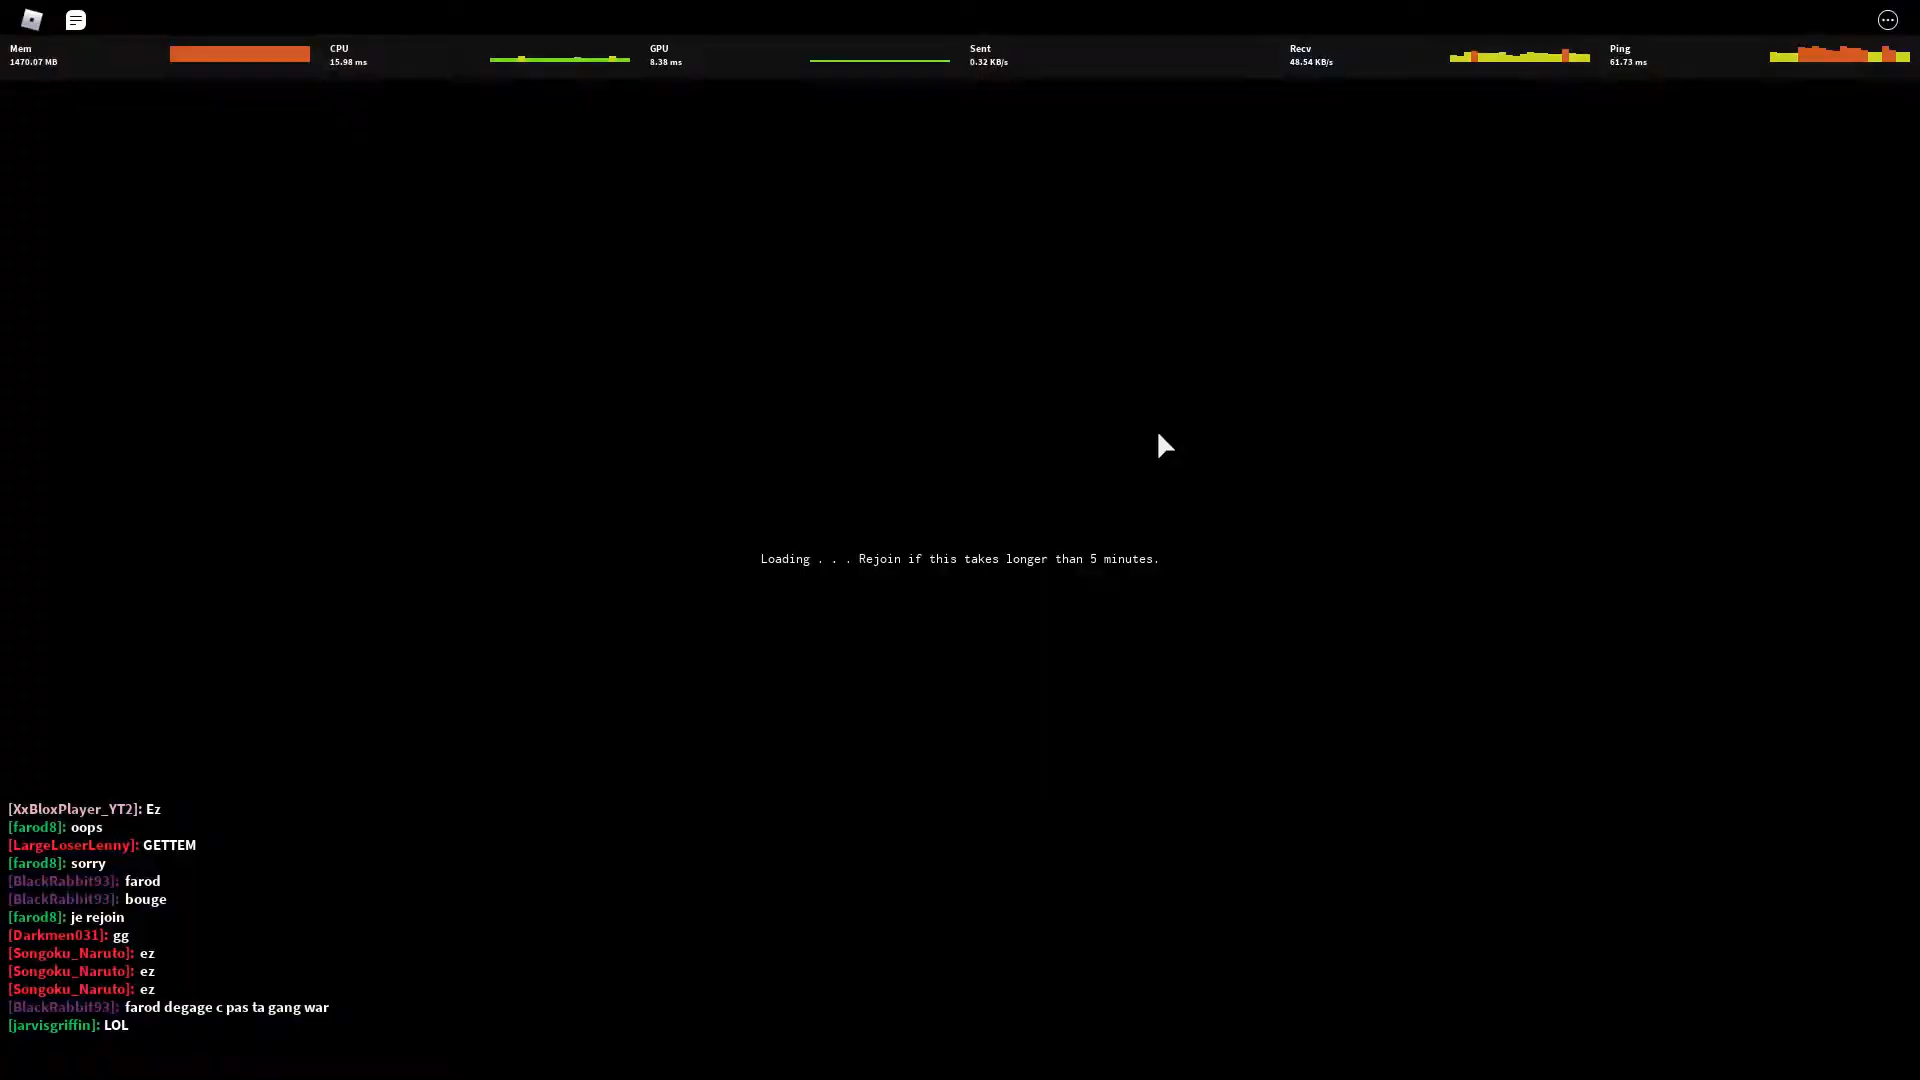 Mem
1470.07 MB
CPU
15.98 ms
GPU
8.38 ms
Sent
0.32 KB/s
Recv
48.54 KB/s
Ping
61.73 ms
Loading . . . Rejoin if this takes longer than 5 minutes.
[XxBloxPlayer_YT2]: Ez
[farod8]: oops
[LargeLoserLenny]: GETTEM
[farod8]: sorry
[BlackRabbit93]: farod
[BlackRabbit93]: bouge
[farod8]: je rejoin
[Darkmen031]: gg
[Songoku_Naruto]: ez
[Songoku_Naruto]: ez
[Songoku_Naruto]: ez
[BlackRabbit93]: farod degage c pas ta gang war
[jarvisgriffin]: LOL